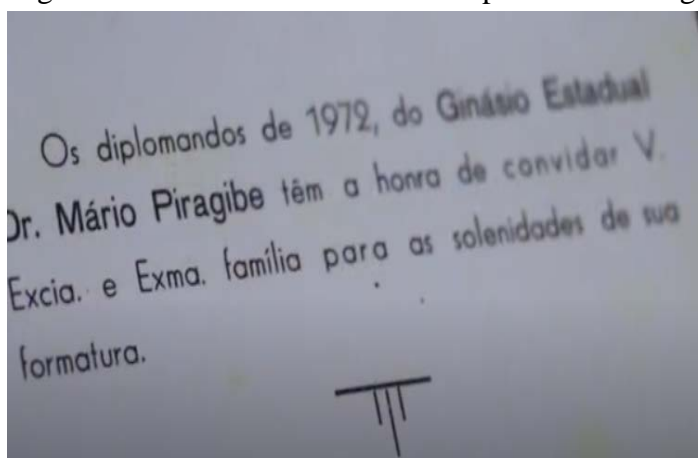 Os diplomandos de 1972, do Ginásio Estadual
Dr. Mário Piragibe têm a honra de convidar V.
Excia. e Exma. família para as solenidades de sua
formatura.